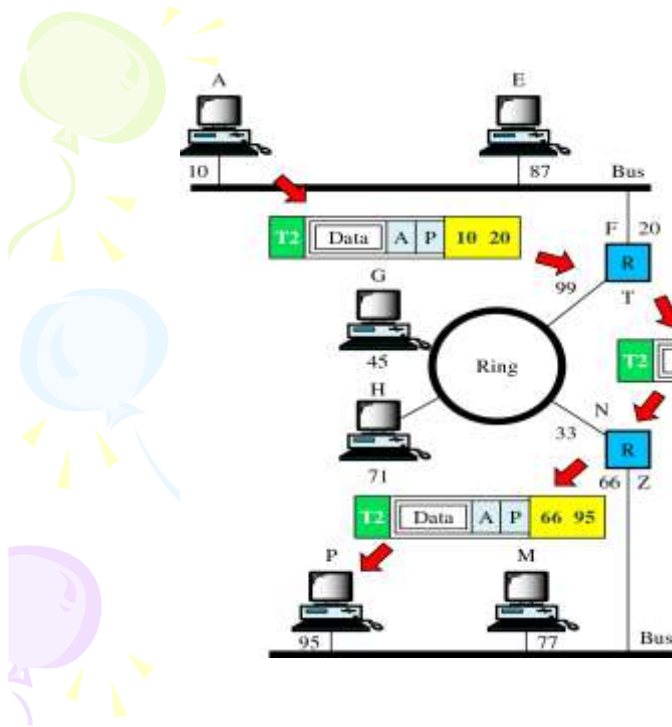 A E
10 87 Bus
F 20
T2 Data A P 10 20
R
99 T
G
45
Ring
T2
H N
33
R
71 66 Z
T2 Data A P 66 95
P M
95 77 Bus